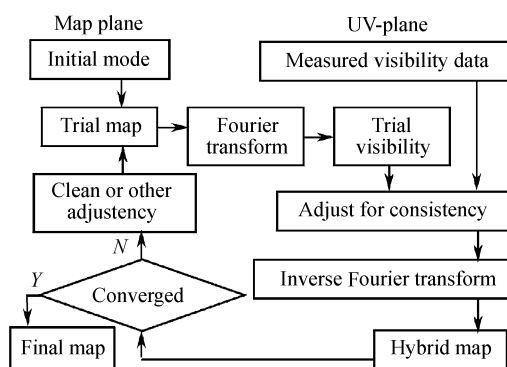 Map plane
UV-plane
Initial mode
Measured visibility data
Trial map
Fourier
transform
Trial
visibility
Clean or other
adjustency
Adjust for consistency
N
Inverse Fourier transform
Y
Converged
Final map
Hybrid map